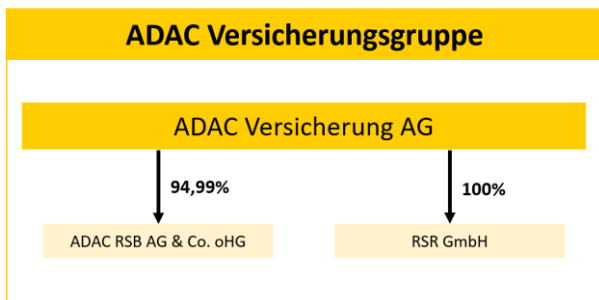 ADAC Versicherungsgruppe
ADAC Versicherung AG
94,99%
100%
ADAC RSB AG & Co. oHG
RSR GmbH